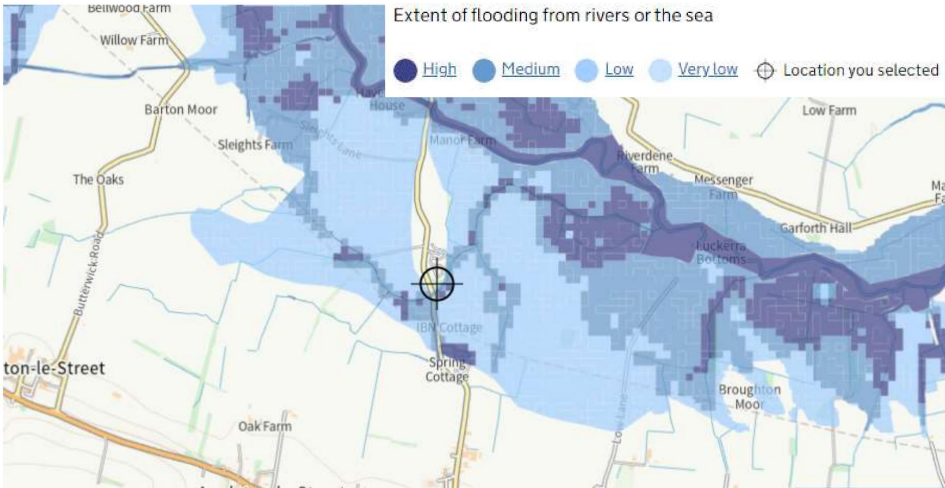 Extent of flooding from rivers or the sea
High Medium Low Very low Location you selected
Bellwood Farm
Willow Farm
House
Barton Moor
Low Farm
Sleights Farm
Sleights Lane
Manor Farm
Riverdene
Farm
The Oaks
Messenger
Farm
Butterwick Road
Garforth Hall
Luckerra
Bottoms
IBN Cottage
Spring
Cottage
ton-le-Street
Broughton
Moor
Oak Farm
Low Lane